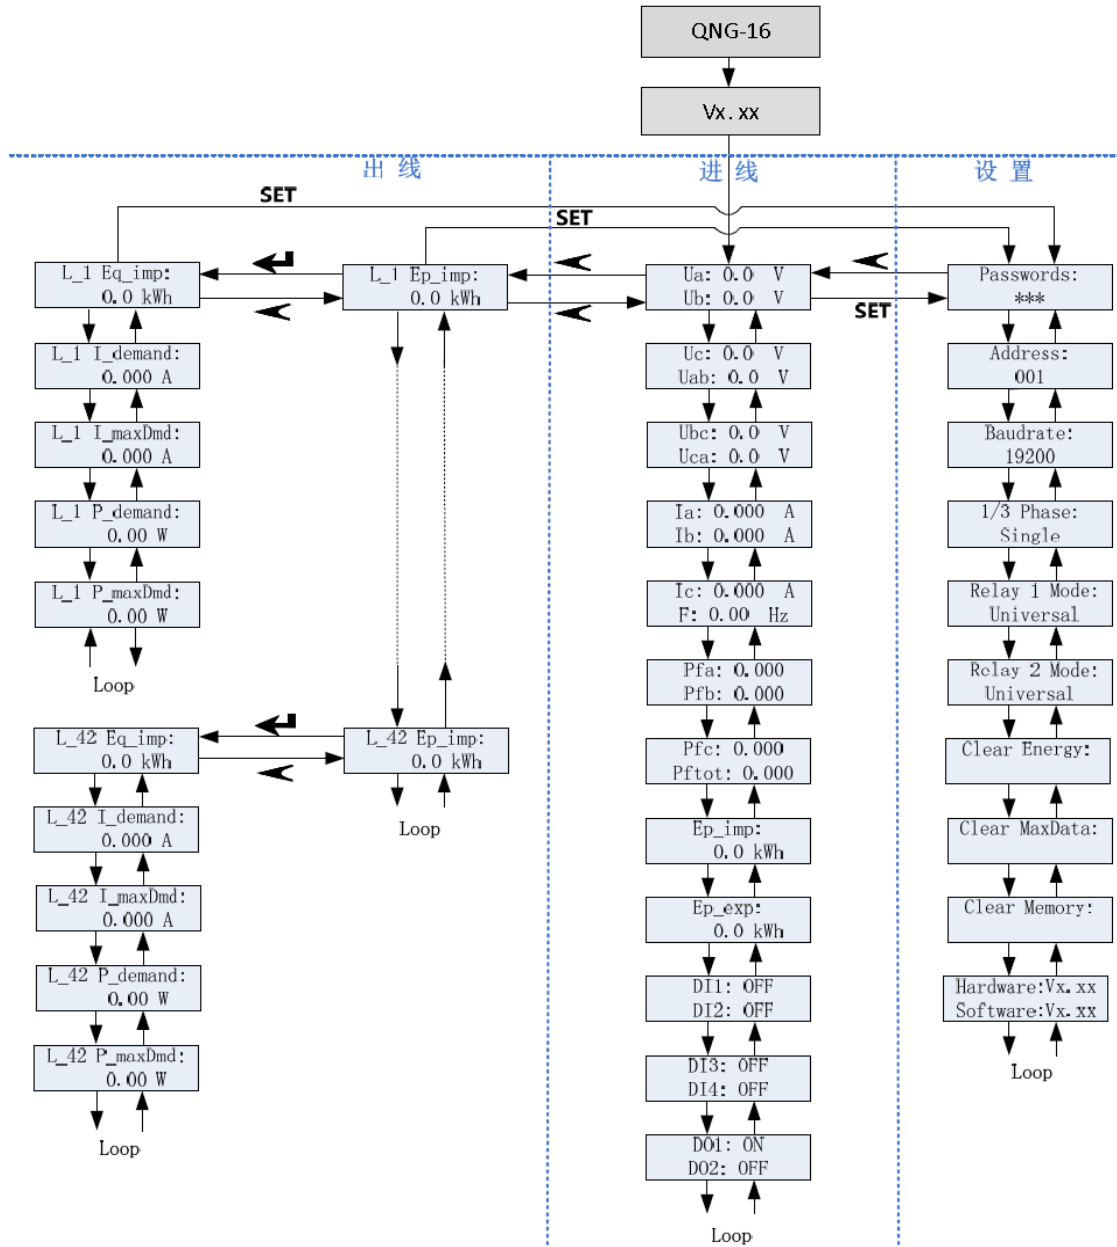 QNG-16
Vx.xx
出 线
进 线
设 置
SET
SET
L_1 Eq_imp:
0.0 kWh
L_1 I_demand:
0.000 A
L_1 I_maxDmd:
0.000 A
L_1 P_demand:
0.00 W
L_1 P_maxDmd:
0.00 W
Loop
L_42 Eq_imp:
0.0 kWh
L_42 I_demand:
0.000 A
L_42 I_maxDmd:
0.000 A
L_42 P_demand:
0.00 W
L_42 P_maxDmd:
0.00 W
Loop
L_1 Ep_imp:
0.0 kWh
L_42 Ep_imp:
0.0 kWh
Loop
Ua: 0.0 V
Ub: 0.0 V
Uc: 0.0 V
Uab: 0.0 V
Ubc: 0.0 V
Uca: 0.0 V
Ia: 0.000 A
Ib: 0.000 A
Ic: 0.000 A
F: 0.00 Hz
Pfa: 0.000
Pfb: 0.000
Pfc: 0.000
Pftot: 0.000
Ep_imp:
0.0 kWh
Ep_exp:
0.0 kWh
DI1: OFF
DI2: OFF
DI3: OFF
DI4: OFF
DO1: ON
DO2: OFF
Loop
SET
Passwords:
***
Address:
001
Baudrate:
19200
1/3 Phase:
Single
Relay 1 Mode:
Universal
Relay 2 Mode:
Universal
Clear Energy:
Clear MaxData:
Clear Memory:
Hardware:Vx.xx
Software:Vx.xx
Loop